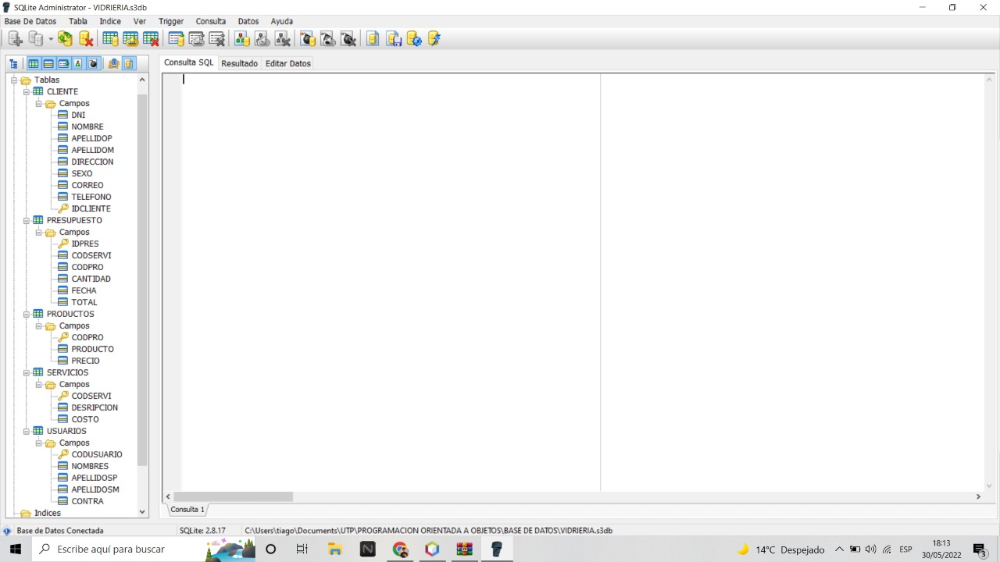 SQLite Administrator - VIDRIERIA.s3db
Base De Datos Tabla Indice Ver Trigger Consulta Datos Ayuda
Consulta SQL Resultado Editar Datos
Tablas
CLIENTE
Campos
DNI
NOMBRE
APELLIDOP
APELLIDOM
DIRECCION
SEXO
CORREO
TELEFONO
IDCLIENTE
PRESUPUESTO
Campos
IDPRES
CODSERVI
CODPRO
CANTIDAD
FECHA
TOTAL
PRODUCTOS
Campos
CODPRO
PRODUCTO
PRECIO
SERVICIOS
Campos
CODSERVI
DESRIPCION
COSTO
USUARIOS
Campos
CODUSUARIO
NOMBRES
APELLIDOSP
APELLIDOSM
CONTRA
Indices
Consulta 1
Base de Datos Conectada SQLite: 2.8.17 C:\Users\tiago\Documents\UTP\PROGRAMACION ORIENTADA A OBJETOS\BASE DE DATOS\VIDRIERIA.s3db
Escribe aquí para buscar
14°C Despejado
ESP
18:13
30/05/2022
3